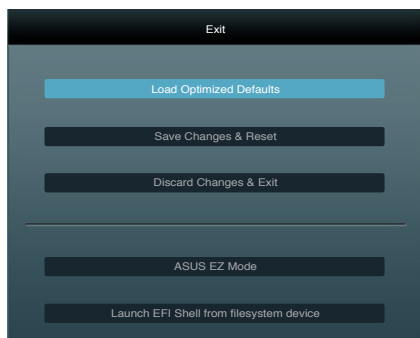 Exit
Load Optimized Defaults
Save Changes & Reset
Discard Changes & Exit
ASUS EZ Mode
Launch EFI Shell from filesystem device